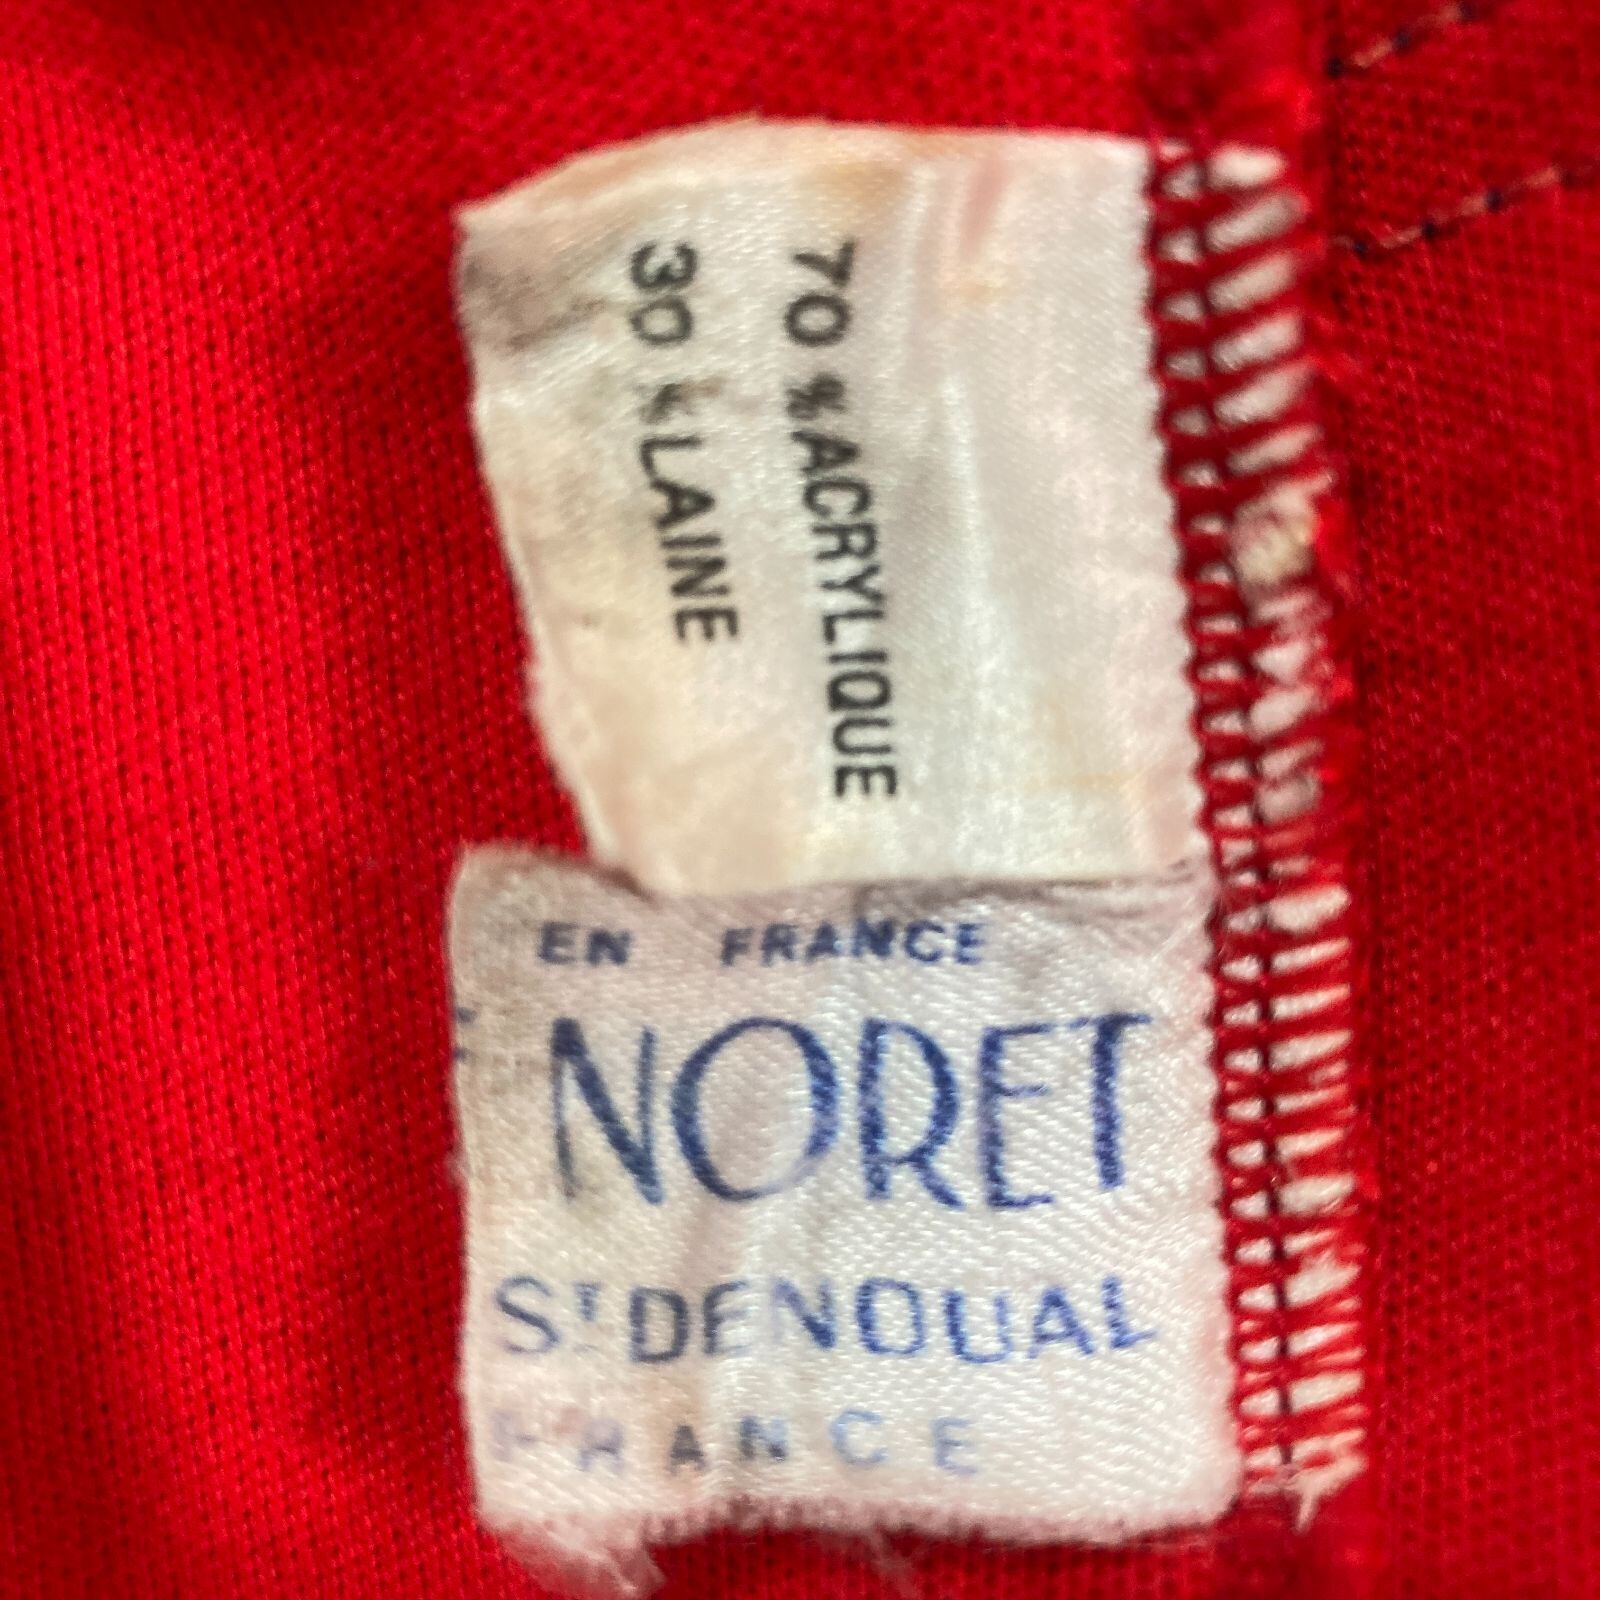 70 % ACRYLIQUE
30 % LAINE
EN FRANCE
NORET
ST DENOUAL
FRANCE